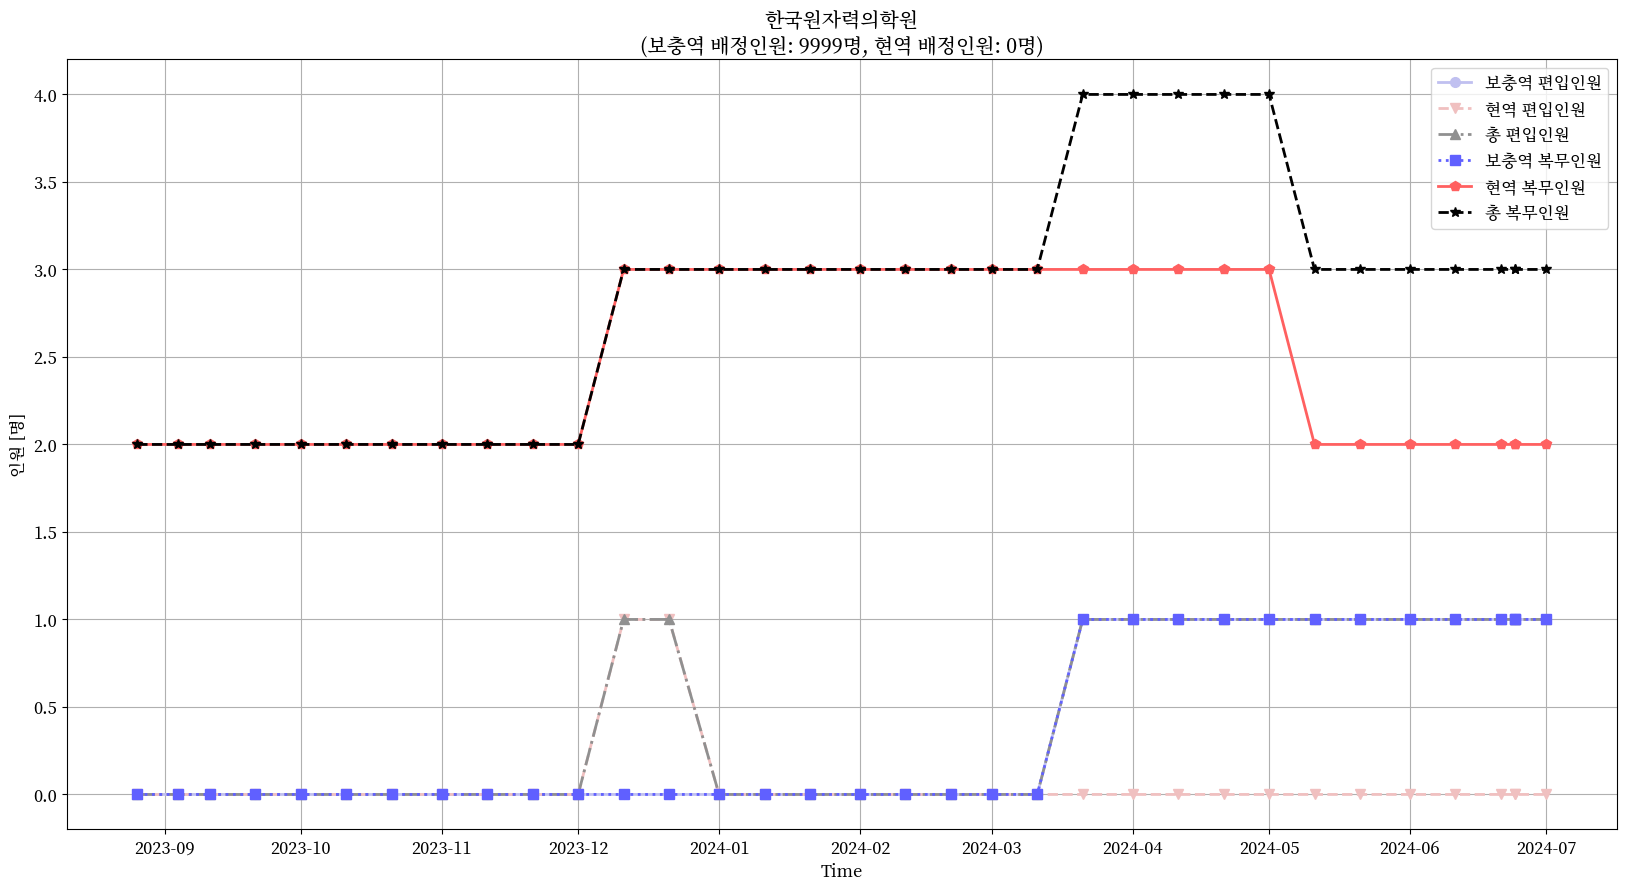 한국원자력의학원
(보충역 배정인원: 9999명, 현역 배정인원: 0명)
보충역 편입인원
현역 편입인원
총 편입인원
보충역 복무인원
현역 복무인원
총 복무인원
인원 [명]
4.0
3.5
3.0
2.5
2.0
1.5
1.0
0.5
0.0
2023-09
2023-10
2023-11
2023-12
2024-01
2024-02
2024-03
2024-04
2024-05
2024-06
2024-07
Time